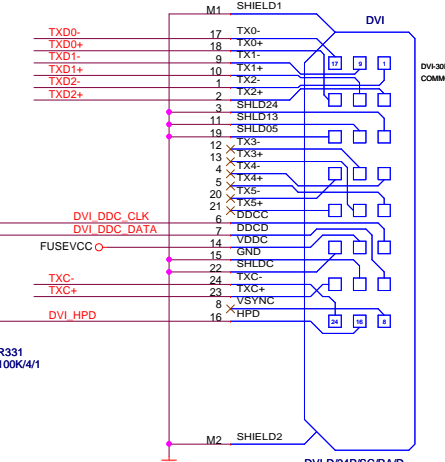 M1 SHIELD1
DVI
TXD0- 17 TX0-
TXD0+ 18 TX0+
TXD1- 9 TX1-
TXD1+ 10 TX1+
TXD2- 1 TX2-
TXD2+ 2 TX2+
3 SHLD24
11 SHLD13
19 SHLD05
12 TX3-
13 TX3+
4 TX4-
5 TX4+
20 TX5-
21 TX5+
DVI_DDC_CLK 6 DDCC
DVI_DDC_DATA 7 DDCD
FUSEVCC 14 VDDC
15 GND
22 SHLDC
TXC- 24 TXC-
TXC+ 23 TXC+
8 VSYNC
DVI_HPD 16 HPD
17 9 1
24 16 8
R331
100K/4/1
M2 SHIELD2